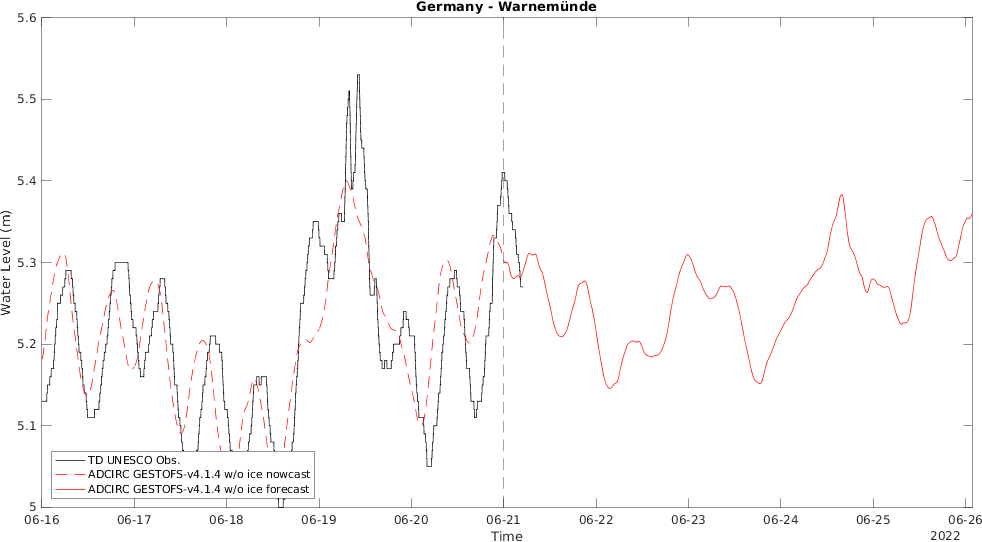 Germany - Warnemünde
5.6
5.5
5.4
5.3
5.2
5.1
5
Water Level (m)
TD UNESCO Obs.
ADCIRC GESTOFS-v4.1.4 w/o ice nowcast
ADCIRC GESTOFS-v4.1.4 w/o ice forecast
06-16 06-17 06-18 06-19 06-20 06-21 06-22 06-23 06-24 06-25 06-26
Time
2022